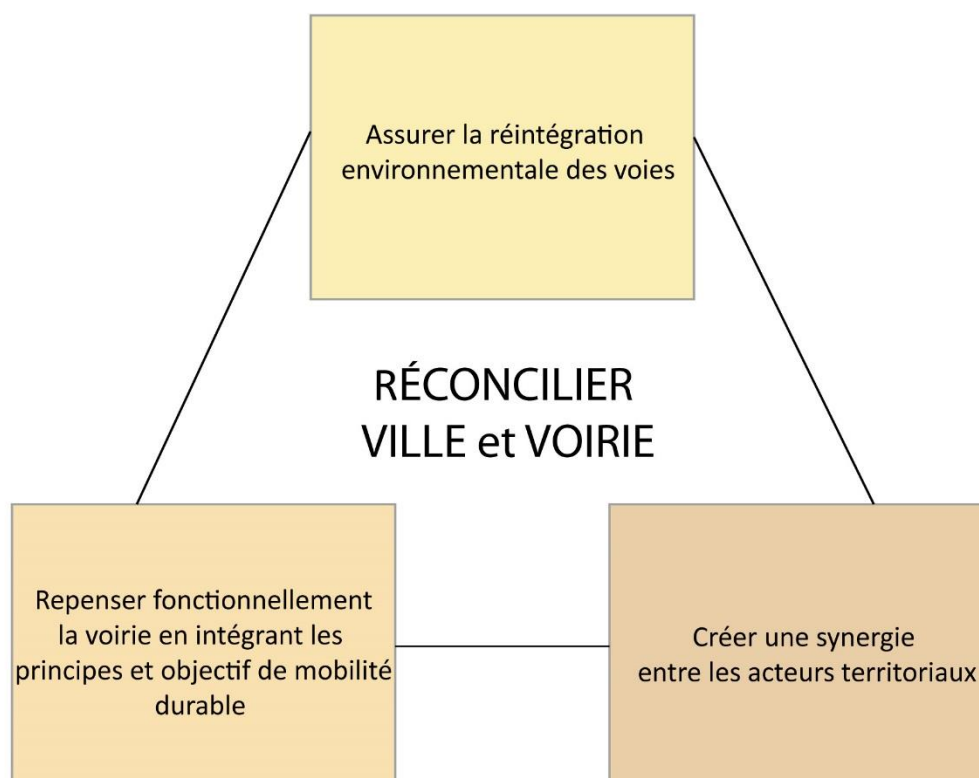 Assurer la réintégration
environnementale des voies
RÉCONCILIER
VILLE et VOIRIE
Repenser fonctionnellement
la voirie en intégrant les
principes et objectif de mobilité
durable
Créer une synergie
entre les acteurs territoriaux